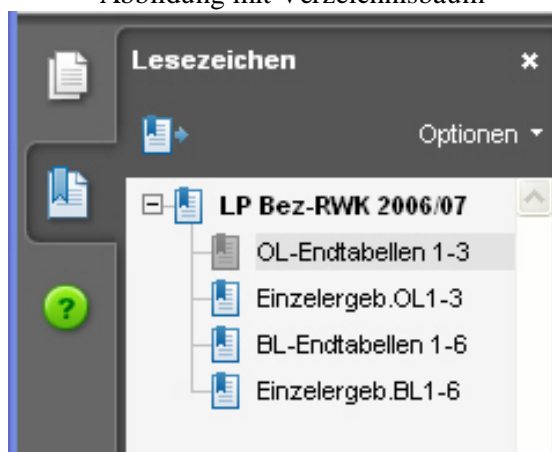 Abbildung mit Verzeichnisbaum
Lesezeichen
Optionen
LP Bez-RWK 2006/07
OL-Endtabellen 1-3
Einzelergeb.OL1-3
BL-Endtabellen 1-6
Einzelergeb.BL1-6